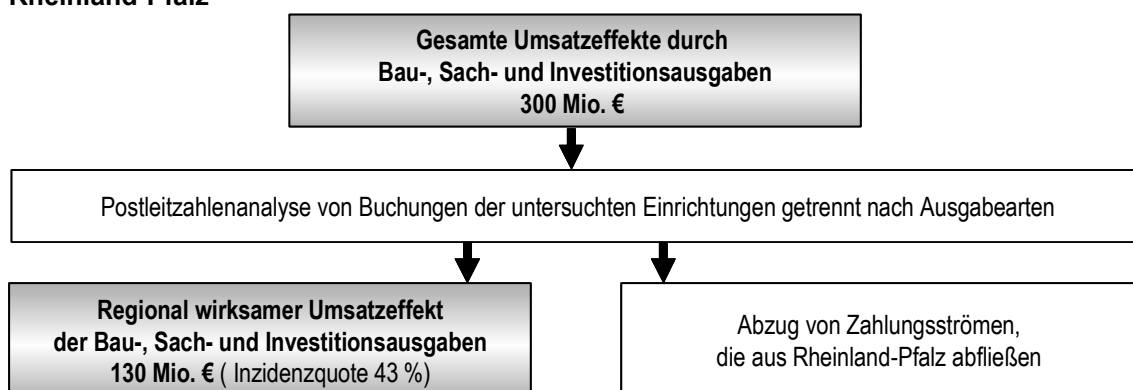 Rheinland-Pfalz
Gesamte Umsatzeffekte durch
Bau-, Sach- und Investitionsausgaben
300 Mio. €
Postleitzahlenanalyse von Buchungen der untersuchten Einrichtungen getrennt nach Ausgabearten
Regional wirksamer Umsatzeffekt
der Bau-, Sach- und Investitionsausgaben
130 Mio. € ( Inzidenzquote 43 %)
Abzug von Zahlungsströmen,
die aus Rheinland-Pfalz abfließen